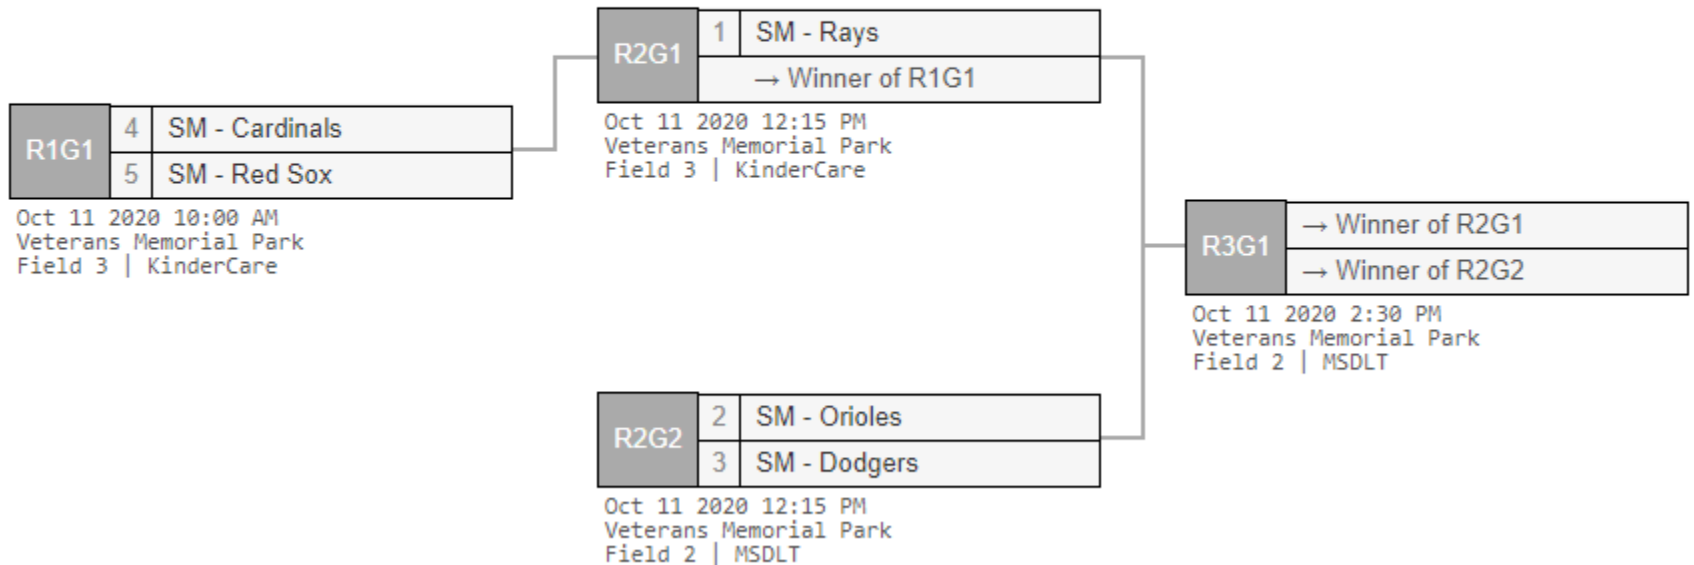 R1G1
4 SM - Cardinals
5 SM - Red Sox
Oct 11 2020 10:00 AM
Veterans Memorial Park
Field 3 | KinderCare
R2G1
1 SM - Rays
→ Winner of R1G1
Oct 11 2020 12:15 PM
Veterans Memorial Park
Field 3 | KinderCare
R2G2
2 SM - Orioles
3 SM - Dodgers
Oct 11 2020 12:15 PM
Veterans Memorial Park
Field 2 | MSDLT
R3G1
→ Winner of R2G1
→ Winner of R2G2
Oct 11 2020 2:30 PM
Veterans Memorial Park
Field 2 | MSDLT